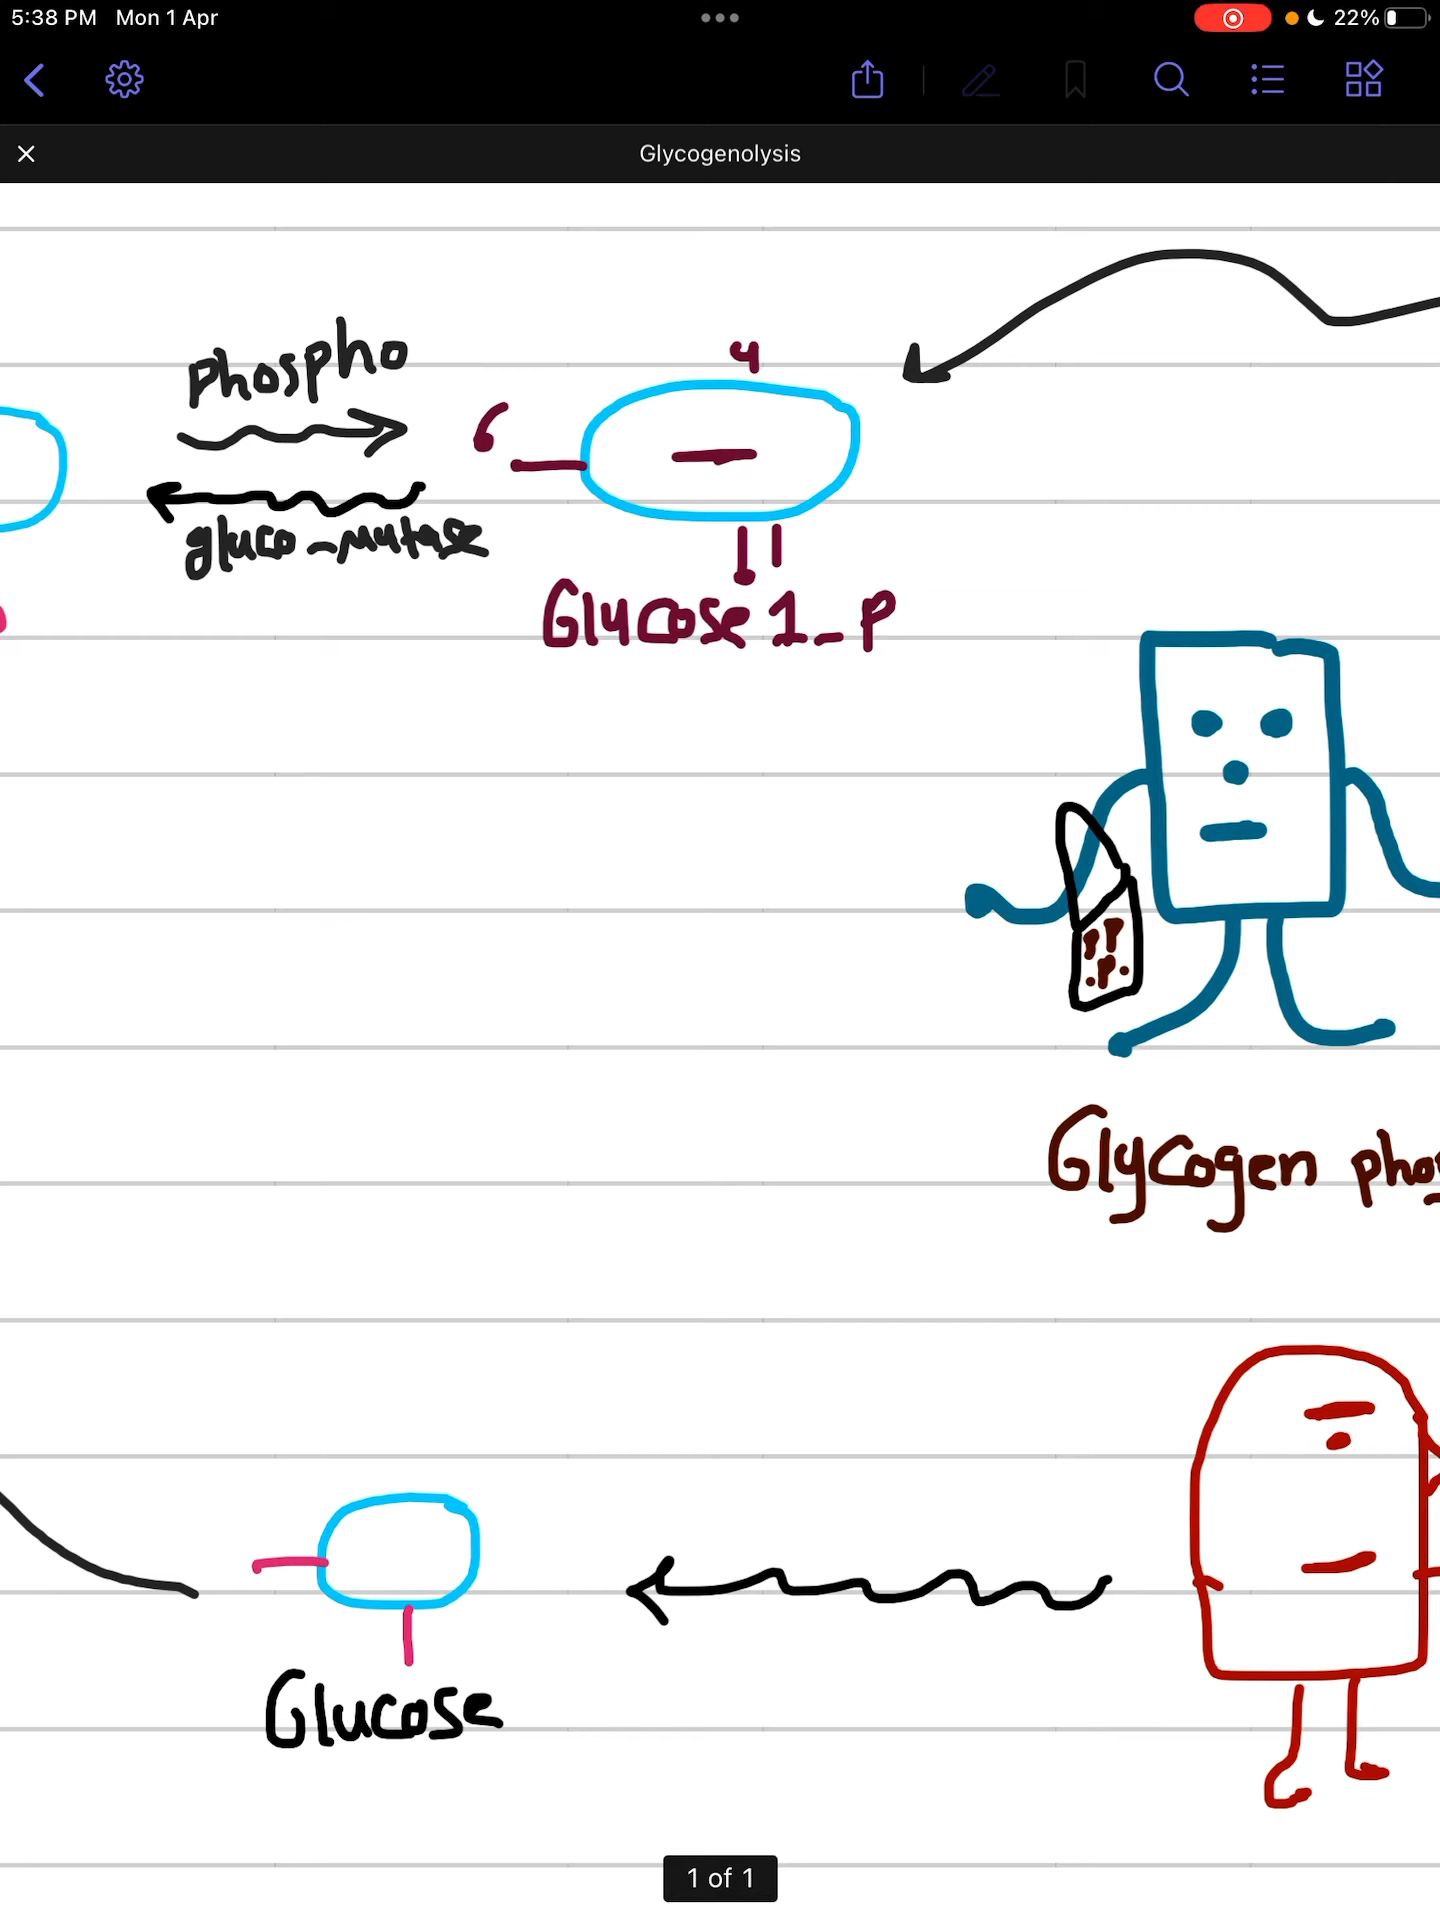 5:38 PM Mon 1 Apr
22%
Glycogenolysis
Phospho
gluco-mutase
4
6
1
Glucose 1-P
P P
P
Glycogen pho
Glucose
1 of 1